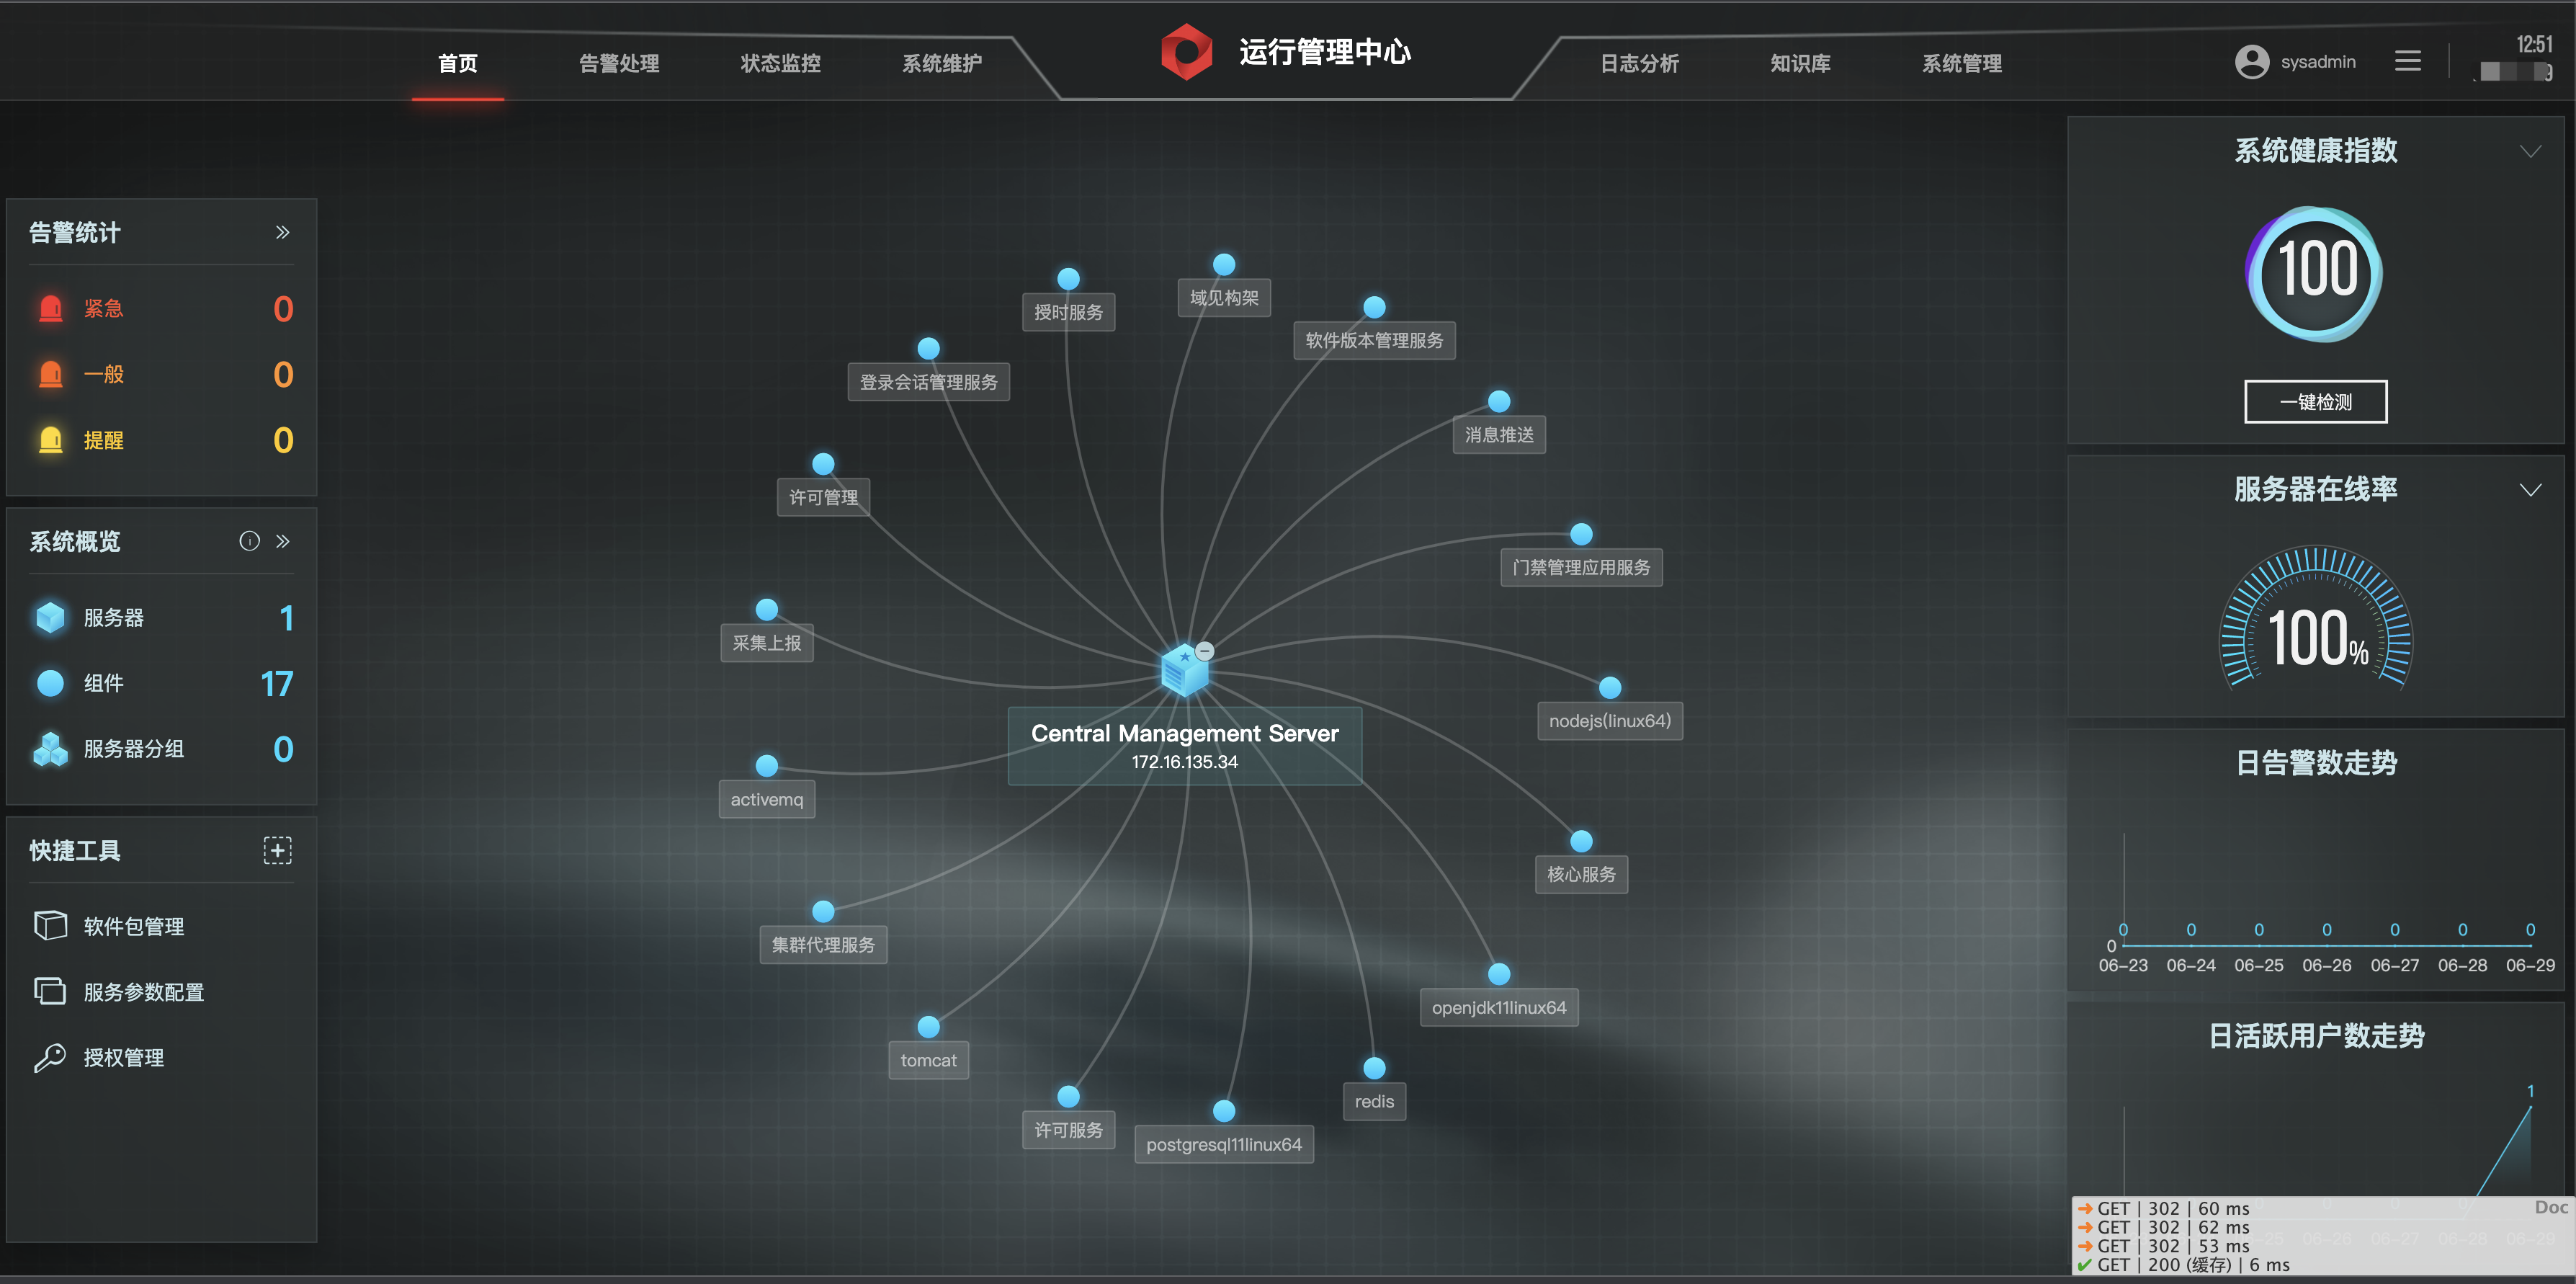 首页
告警处理
状态监控
系统维护
运行管理中心
日志分析
知识库
系统管理
sysadmin
12:51
告警统计
紧急 0
一般 0
提醒 0
系统概览
服务器 1
组件 17
服务器分组 0
快捷工具
软件包管理
服务参数配置
授权管理
域见构架
授时服务
软件版本管理服务
登录会话管理服务
消息推送
许可管理
门禁管理应用服务
采集上报
nodejs(linux64)
Central Management Server
172.16.135.34
activemq
核心服务
集群代理服务
openjdk11linux64
tomcat
redis
许可服务
postgresql11linux64
系统健康指数
100
一键检测
服务器在线率
100%
日告警数走势
0 0 0 0 0 0 0
0
06-23 06-24 06-25 06-26 06-27 06-28 06-29
日活跃用户数走势
1
GET | 302 | 60 ms Doc
GET | 302 | 62 ms
GET | 302 | 53 ms
GET | 200 (缓存) | 6 ms